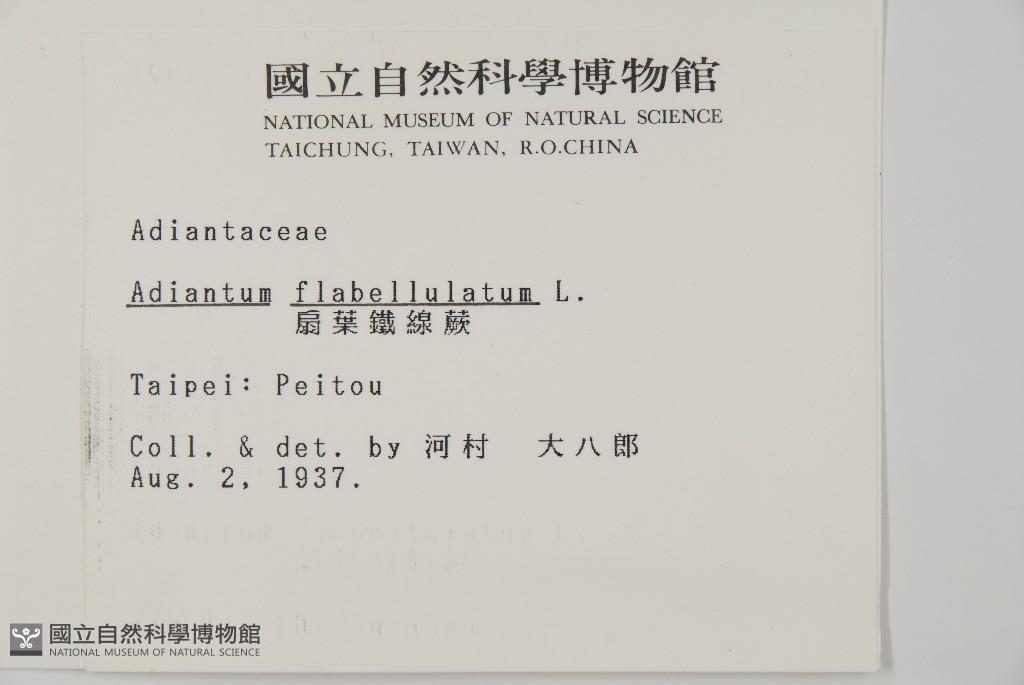 國立自然科學博物館
NATIONAL MUSEUM OF NATURAL SCIENCE
TAICHUNG, TAIWAN, R.O.CHINA
Adiantaceae
Adiantum flabellulatum L.
扇葉鐵線蕨
Taipei: Peitou
Coll. & det. by 河村 大八郎
Aug. 2, 1937.
國立自然科學博物館
NATIONAL MUSEUM OF NATURAL SCIENCE